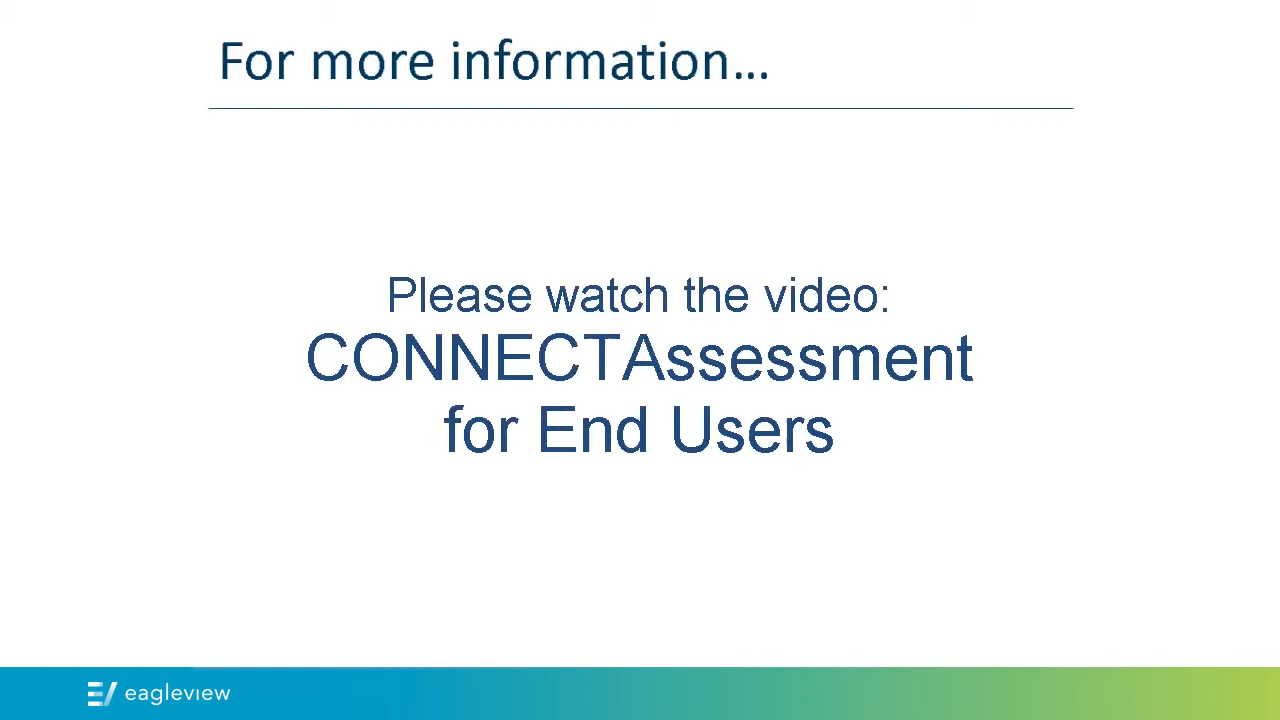 For more information…
Please watch the video:
CONNECTAssessment
for End Users
eagleview